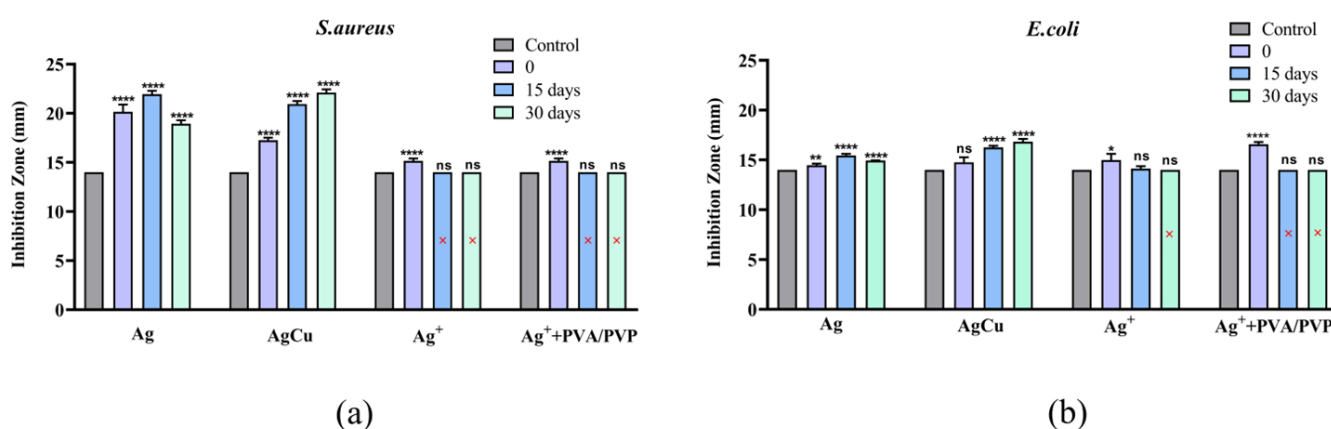 S.aureus
Control
0
15 days
30 days
Inhibition Zone (mm)
25
20
15
10
5
0
**** **** ****
**** **** ****
**** ns ns
**** ns ns
× ×
× ×
Ag AgCu Ag⁺ Ag⁺+PVA/PVP
(a)
E.coli
Control
0
15 days
30 days
Inhibition Zone (mm)
25
20
15
10
5
0
** **** ****
ns **** ****
* ns ns
**** ns ns
×
× ×
Ag AgCu Ag⁺ Ag⁺+PVA/PVP
(b)